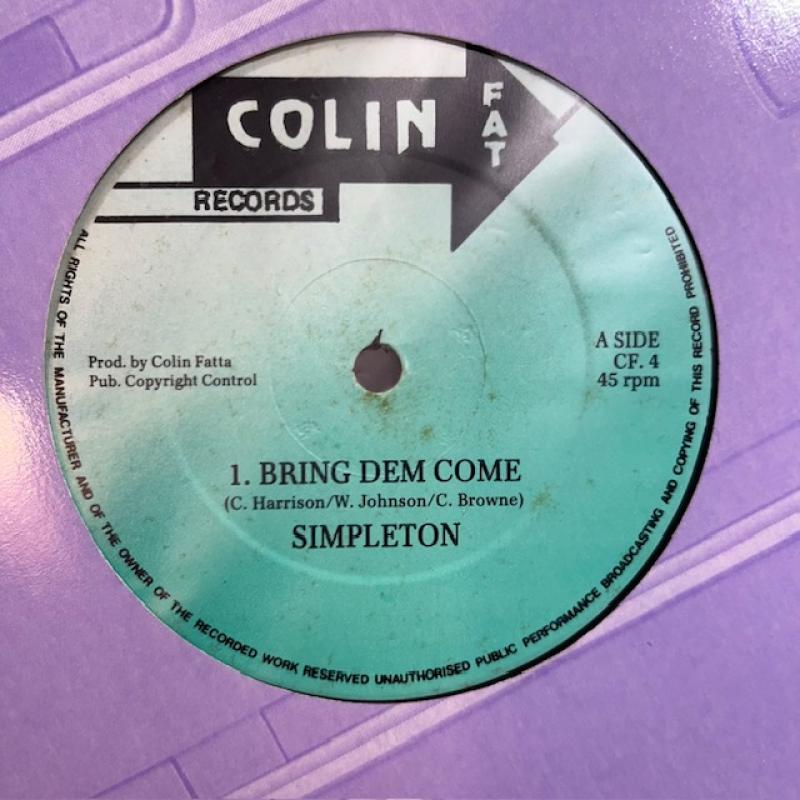 COLIN
FAT
RECORDS
Prod. by Colin Fatta
Pub. Copyright Control
A SIDE
CF. 4
45 rpm
1. BRING DEM COME
(C. Harrison/W. Johnson/C. Browne)
SIMPLETON
ALL RIGHTS OF THE MANUFACTURER AND OF THE OWNER OF THE RECORDED WORK RESERVED UNAUTHORISED PUBLIC PERFORMANCE BROADCASTING AND COPYING OF THIS RECORD PROHIBITED